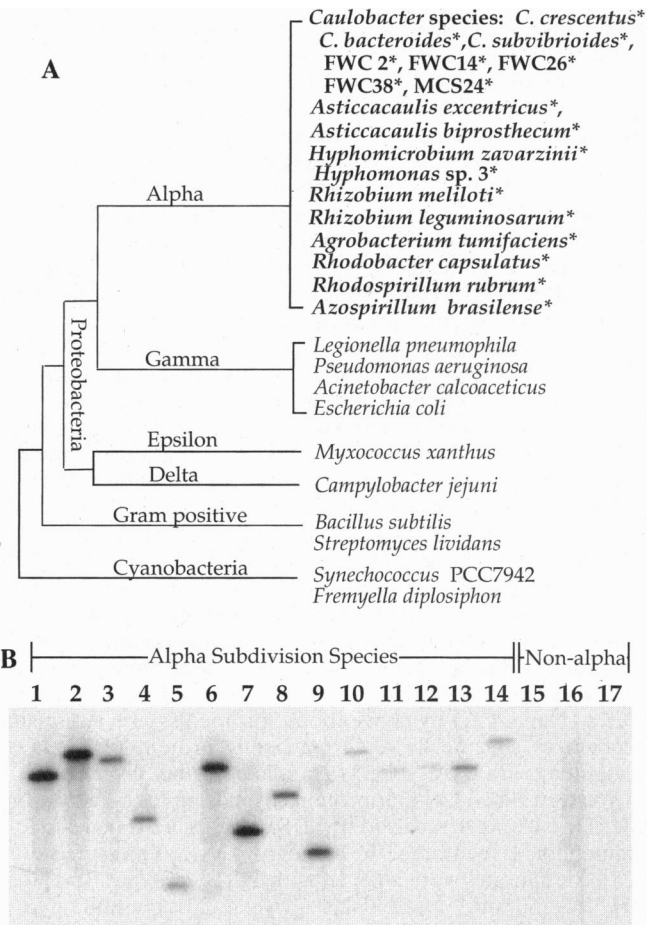 Caulobacter species: C. crescentus*
C. bacteroides*,C. subvibrioides*,
A
FWC 2*, FWC14*, FWC26*
FWC38*, MCS24*
Asticcacaulis excentricus*,
Asticcacaulis biprosthecum*
Hyphomicrobium zavarzinii*
Hyphomonas sp. 3*
Alpha
Rhizobium meliloti*
Rhizobium leguminosarum*
Agrobacterium tumifaciens*
Rhodobacter capsulatus*
Rhodospirillum rubrum*
Azospirillum brasilense*
Proteobacteria
Gamma
Legionella pneumophila
Pseudomonas aeruginosa
Acinetobacter calcoaceticus
Escherichia coli
Epsilon
Myxococcus xanthus
Delta
Campylobacter jejuni
Gram positive
Bacillus subtilis
Streptomyces lividans
Cyanobacteria
Synechococcus PCC7942
Fremyella diplosiphon
B
Alpha Subdivision Species
Non-alpha
1 2 3 4 5 6 7 8 9 10 11 12 13 14 15 16 17